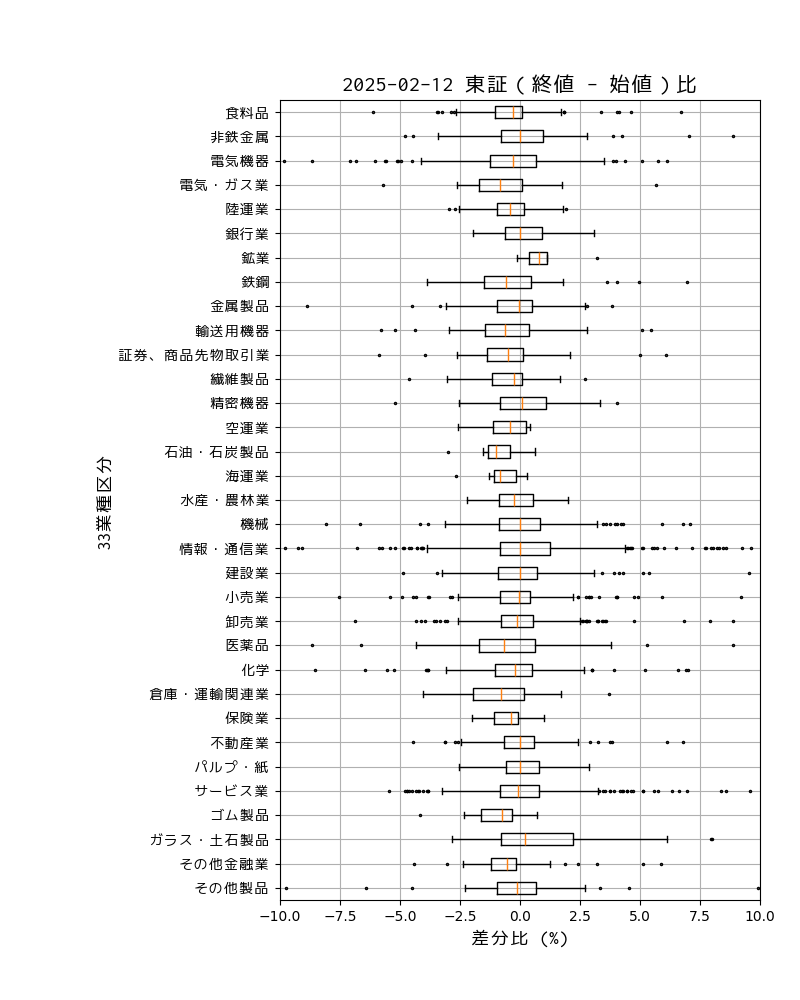 2025-02-12 東証（終値 - 始値）比
食料品
非鉄金属
電気機器
電気・ガス業
陸運業
銀行業
鉱業
鉄鋼
金属製品
輸送用機器
証券、商品先物取引業
繊維製品
精密機器
空運業
石油・石炭製品
海運業
水産・農林業
機械
情報・通信業
建設業
小売業
卸売業
医薬品
化学
倉庫・運輸関連業
保険業
不動産業
パルプ・紙
サービス業
ゴム製品
ガラス・土石製品
その他金融業
その他製品
33業種区分
−10.0 −7.5 −5.0 −2.5 0.0 2.5 5.0 7.5 10.0
差分比 (%)